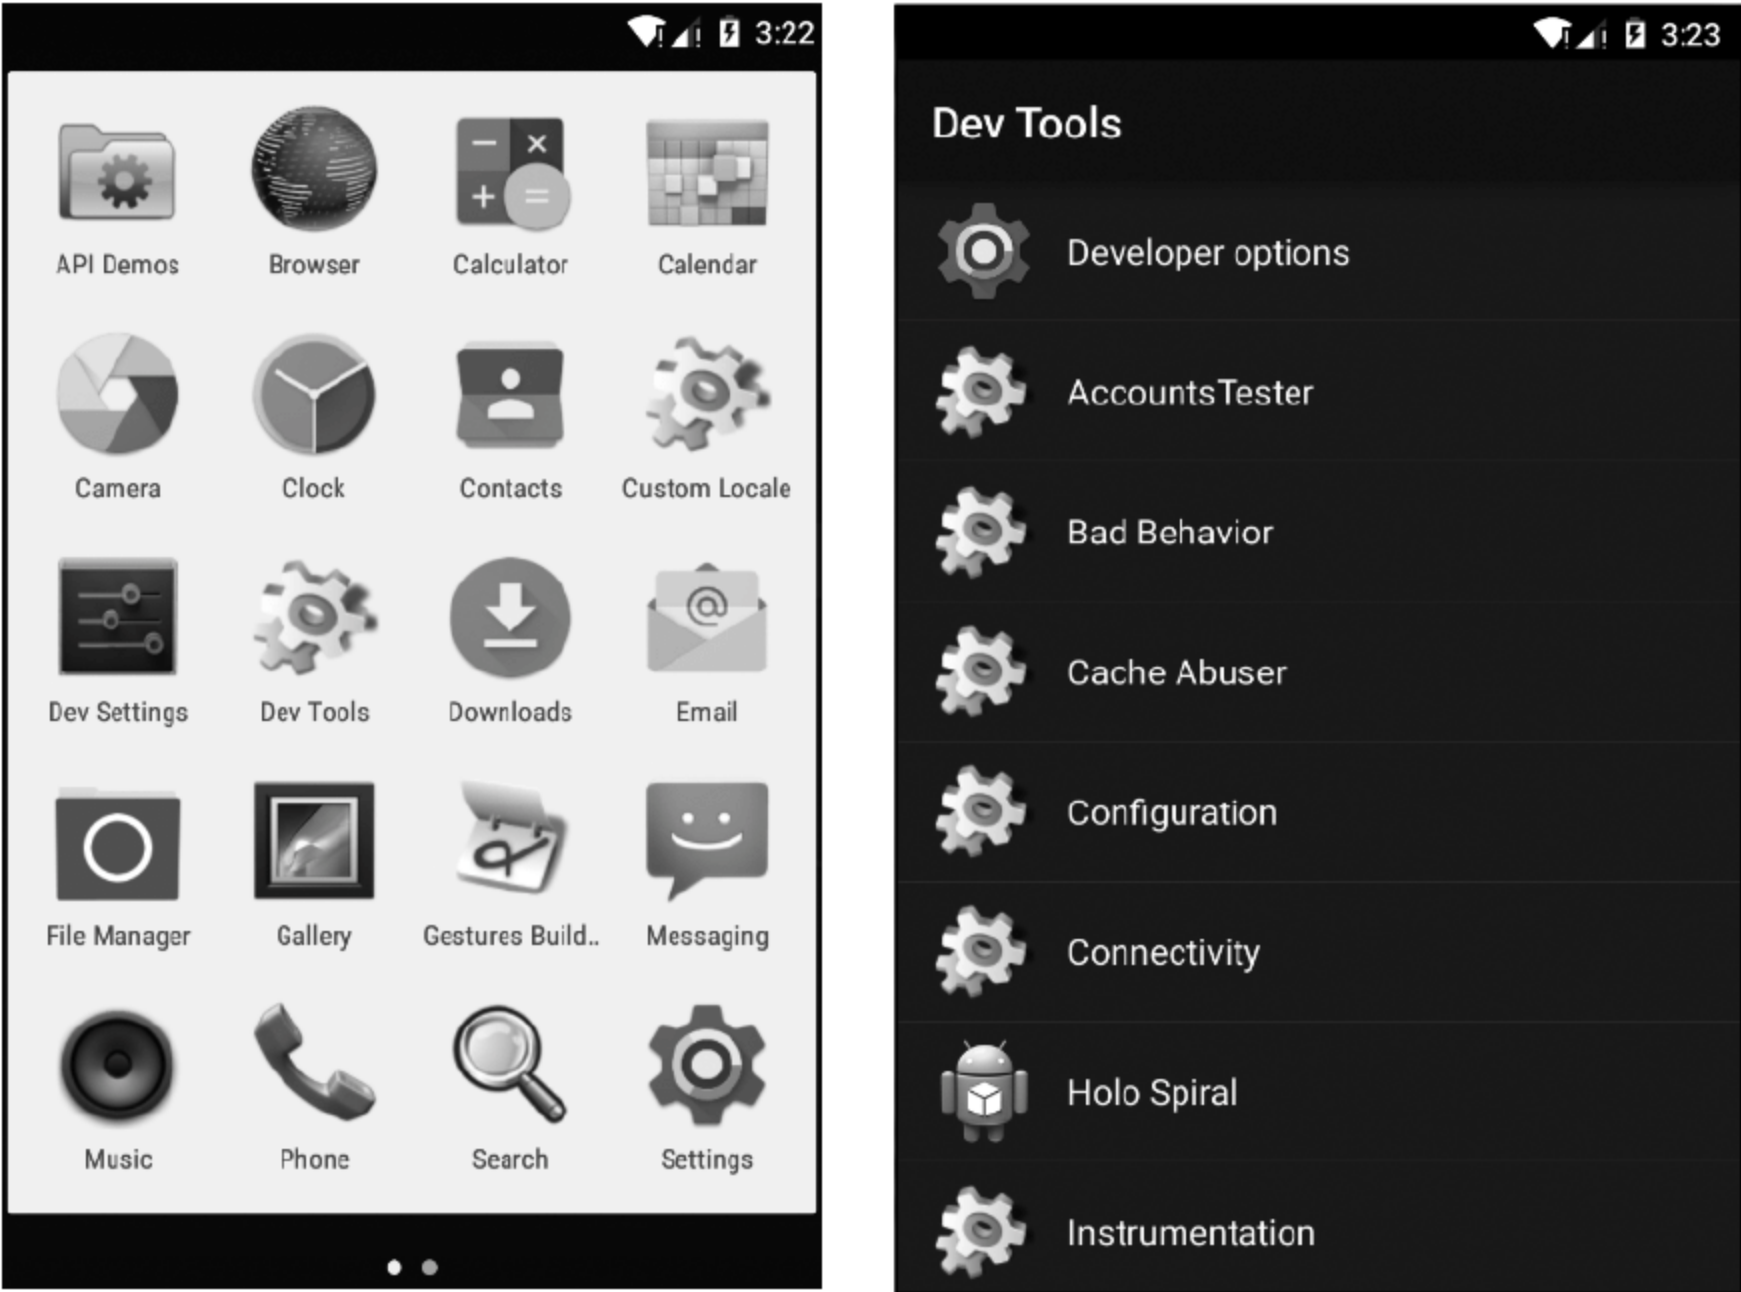 3:22
API Demos Browser Calculator Calendar
Camera Clock Contacts Custom Locale
Dev Settings Dev Tools Downloads Email
File Manager Gallery Gestures Build.. Messaging
Music Phone Search Settings
3:23
Dev Tools
Developer options
AccountsTester
Bad Behavior
Cache Abuser
Configuration
Connectivity
Holo Spiral
Instrumentation